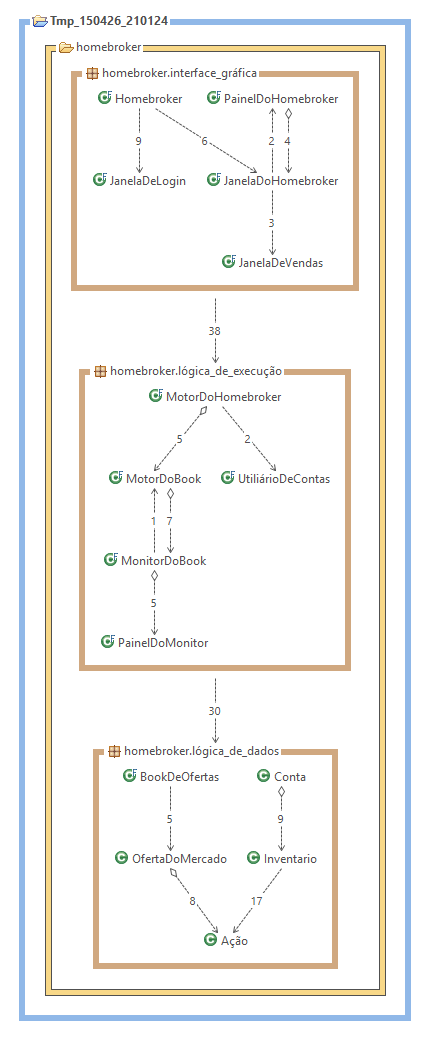 Tmp_150426_210124
homebroker
homebroker.interface_gráfica
Homebroker PainelDoHomebroker
9 6 2 4
JanelaDeLogin JanelaDoHomebroker
3
JanelaDeVendas
38
homebroker.lógica_de_execução
MotorDoHomebroker
5 2
MotorDoBook UtiliárioDeContas
1 7
MonitorDoBook
5
PainelDoMonitor
30
homebroker.lógica_de_dados
BookDeOfertas Conta
5 9
OfertaDoMercado Inventario
8 17
Ação